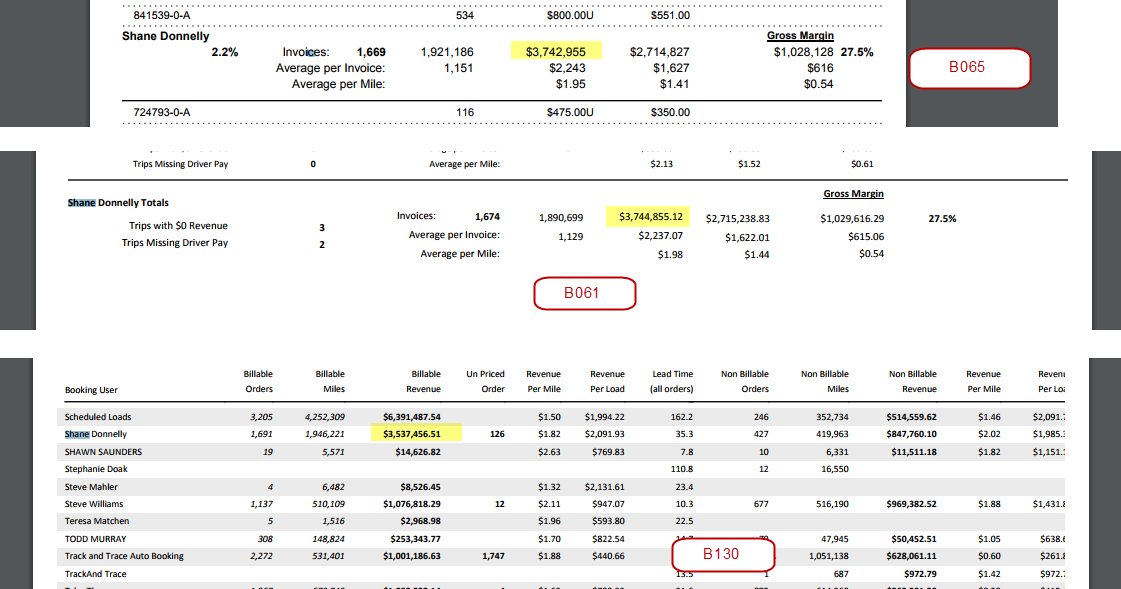 841539-0-A 534 $800.00U $551.00
Shane Donnelly Gross Margin
2.2% Invoices: 1,669 1,921,186 $3,742,955 $2,714,827 $1,028,128 27.5%
B065
Average per Invoice: 1,151 $2,243 $1,627 $616
Average per Mile: $1.95 $1.41 $0.54
724793-0-A 116 $475.00U $350.00
Trips Missing Driver Pay 0 Average per Mile: $2.13 $1.52 $0.61
Gross Margin
Shane Donnelly Totals
Invoices: 1,674 1,890,699 $3,744,855.12 $2,715,238.83 $1,029,616.29 27.5%
Trips with $0 Revenue 3
Average per Invoice: 1,129 $2,237.07 $1,622.01 $615.06
Trips Missing Driver Pay 2
Average per Mile: $1.98 $1.44 $0.54
B061
Billable Billable Billable Un Priced Revenue Revenue Lead Time Non Billable Non Billable Non Billable Revenue
Booking User Orders Miles Revenue Order Per Mile Per Load (all orders) Orders Miles Revenue Per Mile
Scheduled Loads 3,205 4,252,309 $6,391,487.54 $1.50 $1,994.22 162.2 246 352,734 $514,559.62 $1.46 $2,091.
Shane Donnelly 1,691 1,946,221 $3,537,456.51 126 $1.82 $2,091.93 35.3 427 419,963 $847,760.10 $2.02 $1,985.
SHAWN SAUNDERS 19 5,571 $14,626.82 $2.63 $769.83 7.8 10 6,331 $11,511.18 $1.82 $1,151.
Stephanie Doak 110.8 12 16,550
Steve Mahler 4 6,482 $8,526.45 $1.32 $2,131.61 23.4
Steve Williams 1,137 510,109 $1,076,818.29 12 $2.11 $947.07 10.3 677 516,190 $969,382.52 $1.88 $1,431.
Teresa Matchen 5 1,516 $2,968.98 $1.96 $593.80 22.5
TODD MURRAY 308 148,824 $253,343.77 $1.70 $822.54 47,945 $50,452.51 $1.05 $638.
Track and Trace Auto Booking 2,272 531,401 $1,001,186.63 1,747 $1.88 $440.66 1,051,138 $628,061.11 $0.60 $261.
B130
TrackAnd Trace 13.5 1 687 $972.79 $1.42 $972.